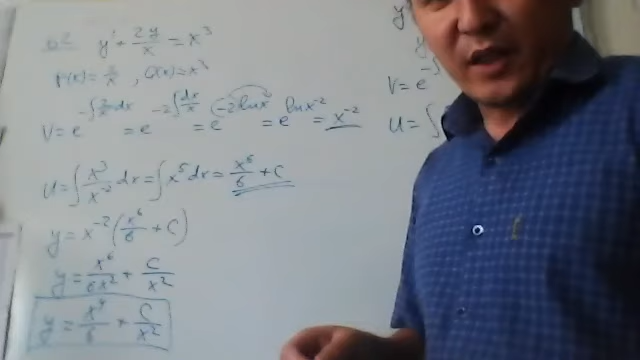 y' + 2y/x = x³
P(x) = 2/x , Q(x) = x³
V = e^(-∫ 2/x dx) = e^(-2∫ dx/x) = e^(-2lnx) = e^(lnx⁻²) = x⁻²
u = ∫ x³/x⁻² dx = ∫ x⁵ dx = x⁶/6 + C
y = x⁻² (x⁶/6 + C)
y = x⁶/6x² + C/x²
y = x⁴/6 + C/x²
y
V = e
u = ∫